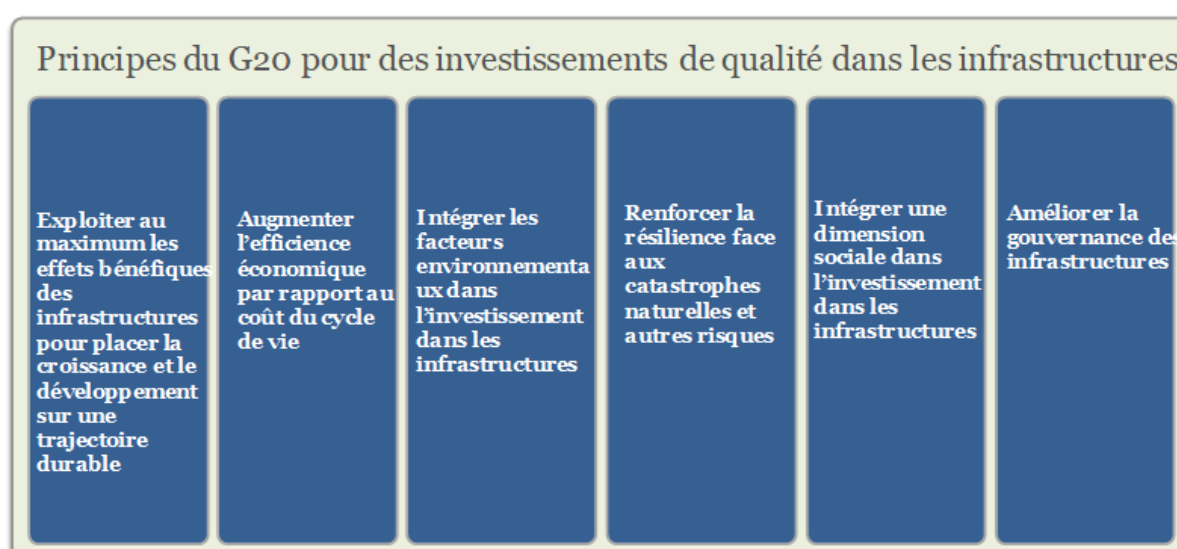 Principes du G20 pour des investissements de qualité dans les infrastructures
Exploiter au
maximum les
effets bénéfiques
des
infrastructures
pour placer la
croissance et le
développement
sur une
trajectoire
durable
Augmenter
l’efficience
économique
par rapport au
coût du cycle
de vie
Intégrer les
facteurs
environnementa
ux dans
l’investissement
dans les
infrastructures
Renforcer la
résilience face
aux
catastrophes
naturelles et
autres risques
Intégrer une
dimension
sociale dans
l’investissement
dans les
infrastructures
Améliorer la
gouvernance des
infrastructures